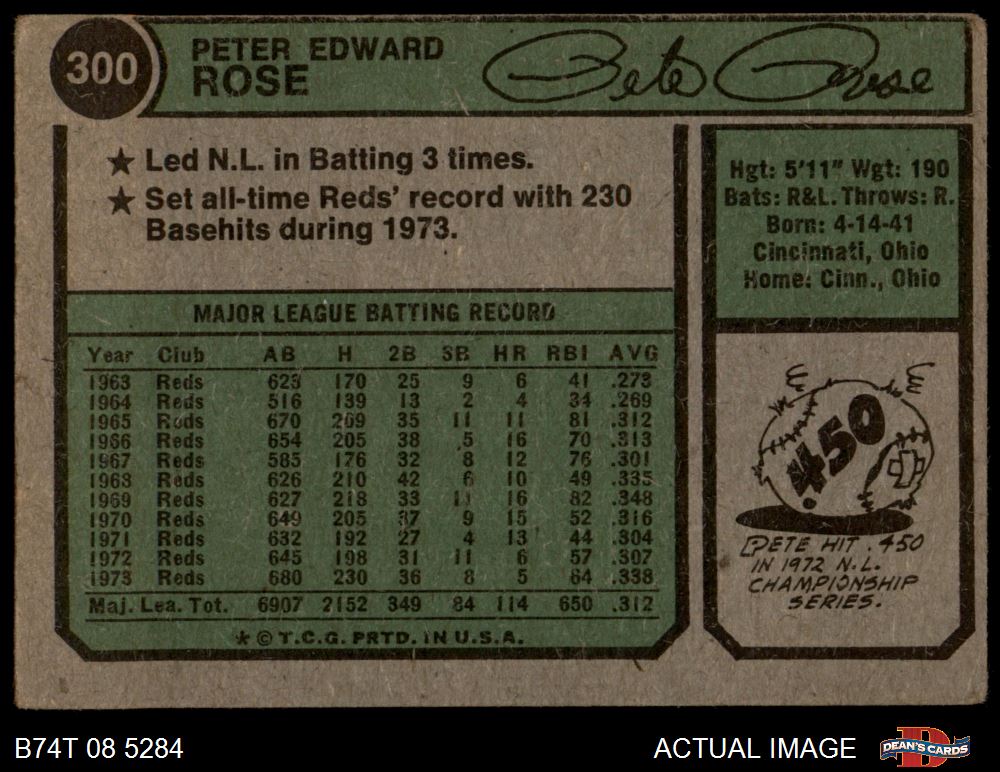 300
PETER EDWARD
ROSE
Pete Rose
★ Led N.L. in Batting 3 times.
★ Set all-time Reds' record with 230
Basehits during 1973.
Hgt: 5'11" Wgt: 190
Bats: R&L. Throws: R.
Born: 4-14-41
Cincinnati, Ohio
Home: Cinn., Ohio
MAJOR LEAGUE BATTING RECORD
Year Club AB H 2B 3B HR RBI AVG
1963 Reds 623 170 25 9 6 41 .273
1964 Reds 516 139 13 2 4 34 .269
1965 Reds 670 209 35 11 11 81 .312
1966 Reds 654 205 38 5 16 70 .313
1967 Reds 585 176 32 8 12 76 .301
1968 Reds 626 210 42 6 10 49 .335
1969 Reds 627 218 33 11 16 82 .348
1970 Reds 649 205 37 9 15 52 .316
1971 Reds 632 192 27 4 13 44 .304
1972 Reds 645 198 31 11 6 57 .307
1973 Reds 680 230 36 8 5 64 .338
Maj. Lea. Tot. 6907 2152 349 84 114 650 .312
★ © T.C.G. PRTD. IN U.S.A.
.450
PETE HIT .450
IN 1972 N.L.
CHAMPIONSHIP
SERIES.
B74T 08 5284
ACTUAL IMAGE
D
DEAN'S CARDS